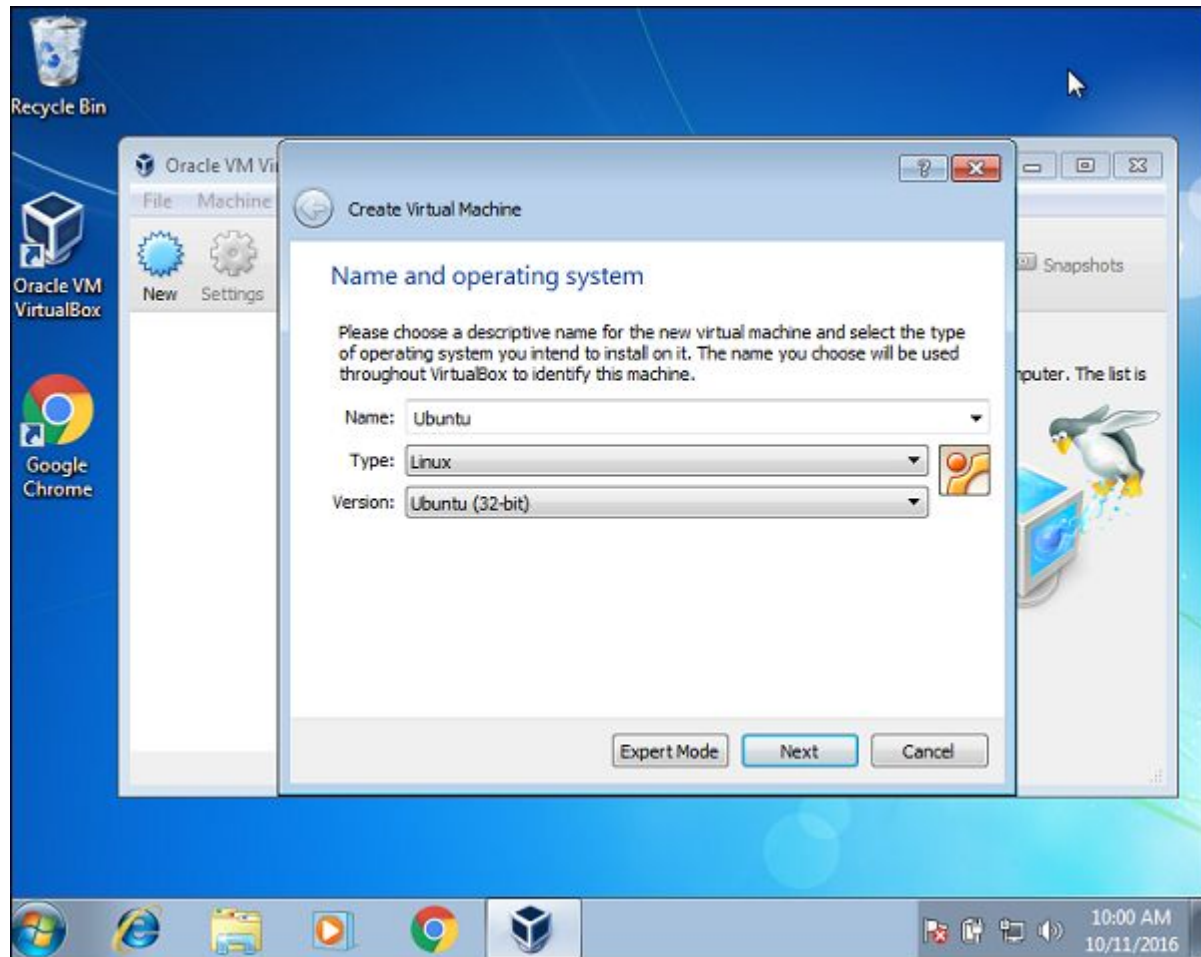 Recycle Bin
Oracle VM
VirtualBox
Google
Chrome
Oracle VM Vi
File Machine
New Settings
Snapshots
puter. The list is
Create Virtual Machine
Name and operating system
Please choose a descriptive name for the new virtual machine and select the type
of operating system you intend to install on it. The name you choose will be used
throughout VirtualBox to identify this machine.
Name: Ubuntu
Type: Linux
Version: Ubuntu (32-bit)
Expert Mode Next Cancel
10:00 AM
10/11/2016